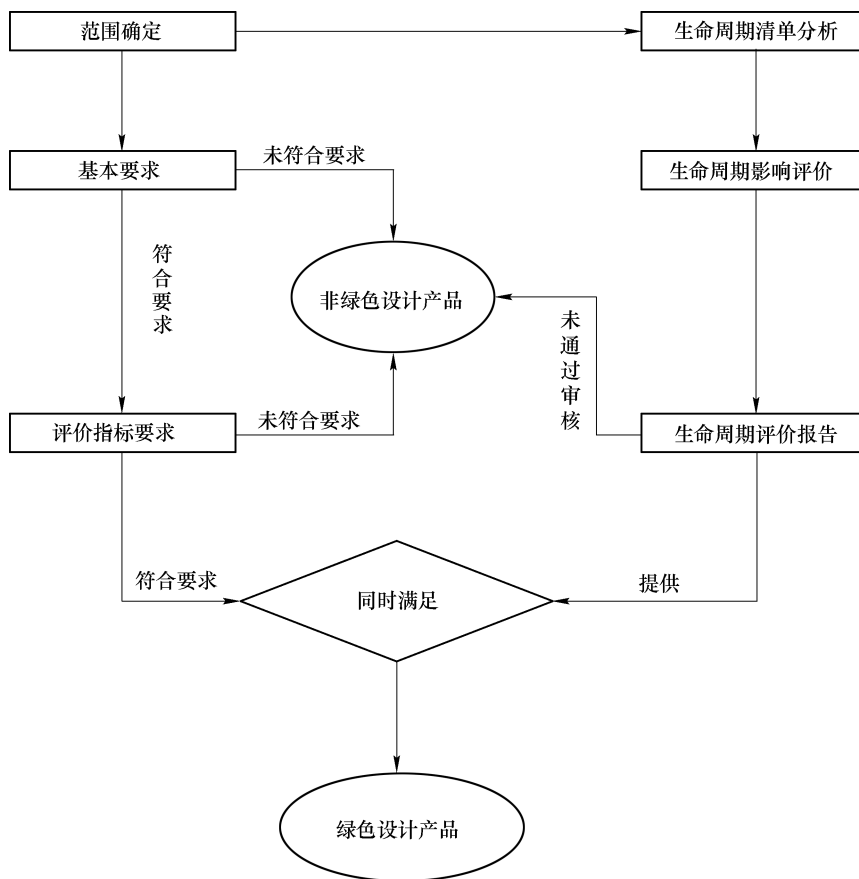 范围确定
生命周期清单分析
基本要求
未符合要求
生命周期影响评价
符合要求
非绿色设计产品
未通过审核
评价指标要求
未符合要求
生命周期评价报告
符合要求
同时满足
提供
绿色设计产品